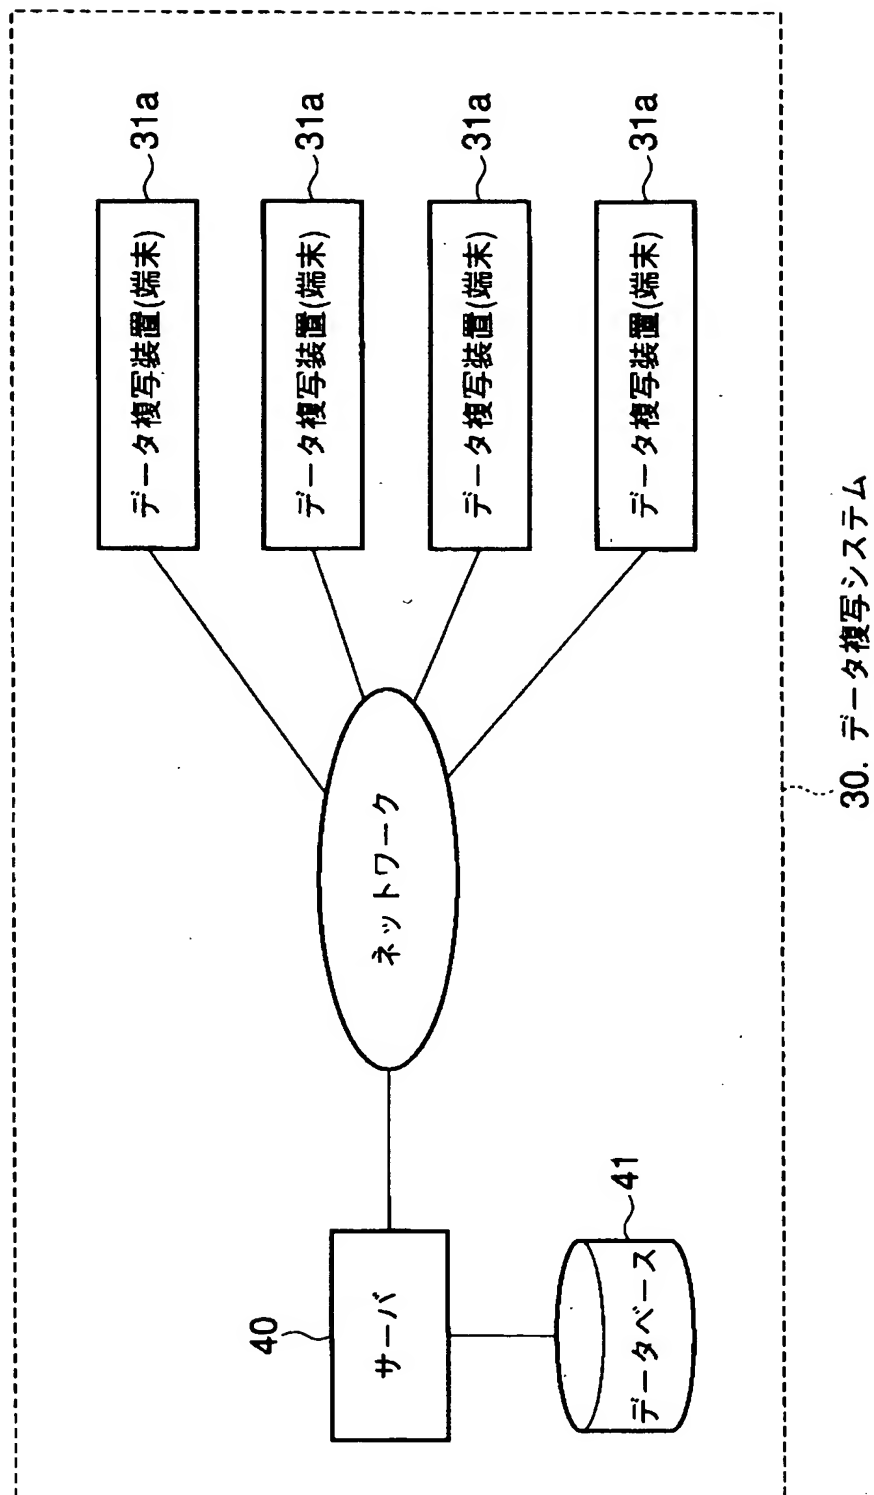 データ複写装置(端末)
31a
データ複写装置(端末)
31a
データ複写装置(端末)
31a
データ複写装置(端末)
31a
ネットワーク
40
サーバ
41
データベース
30. データ複写システム